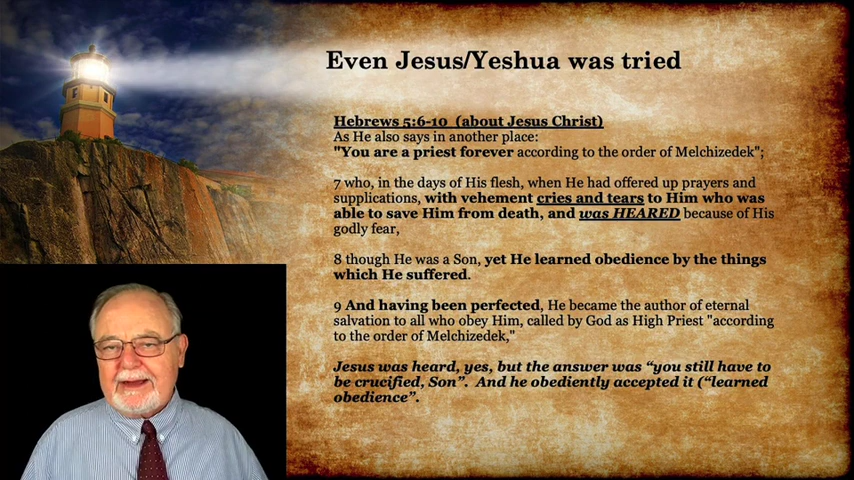 Even Jesus/Yeshua was tried
Hebrews 5:6-10 (about Jesus Christ)
As He also says in another place:
"You are a priest forever according to the order of Melchizedek";
7 who, in the days of His flesh, when He had offered up prayers and
supplications, with vehement cries and tears to Him who was
able to save Him from death, and was HEARED because of His
godly fear,
8 though He was a Son, yet He learned obedience by the things
which He suffered.
9 And having been perfected, He became the author of eternal
salvation to all who obey Him, called by God as High Priest "according
to the order of Melchizedek,"
Jesus was heard, yes, but the answer was “you still have to
be crucified, Son”. And he obediently accepted it (“learned
obedience”.